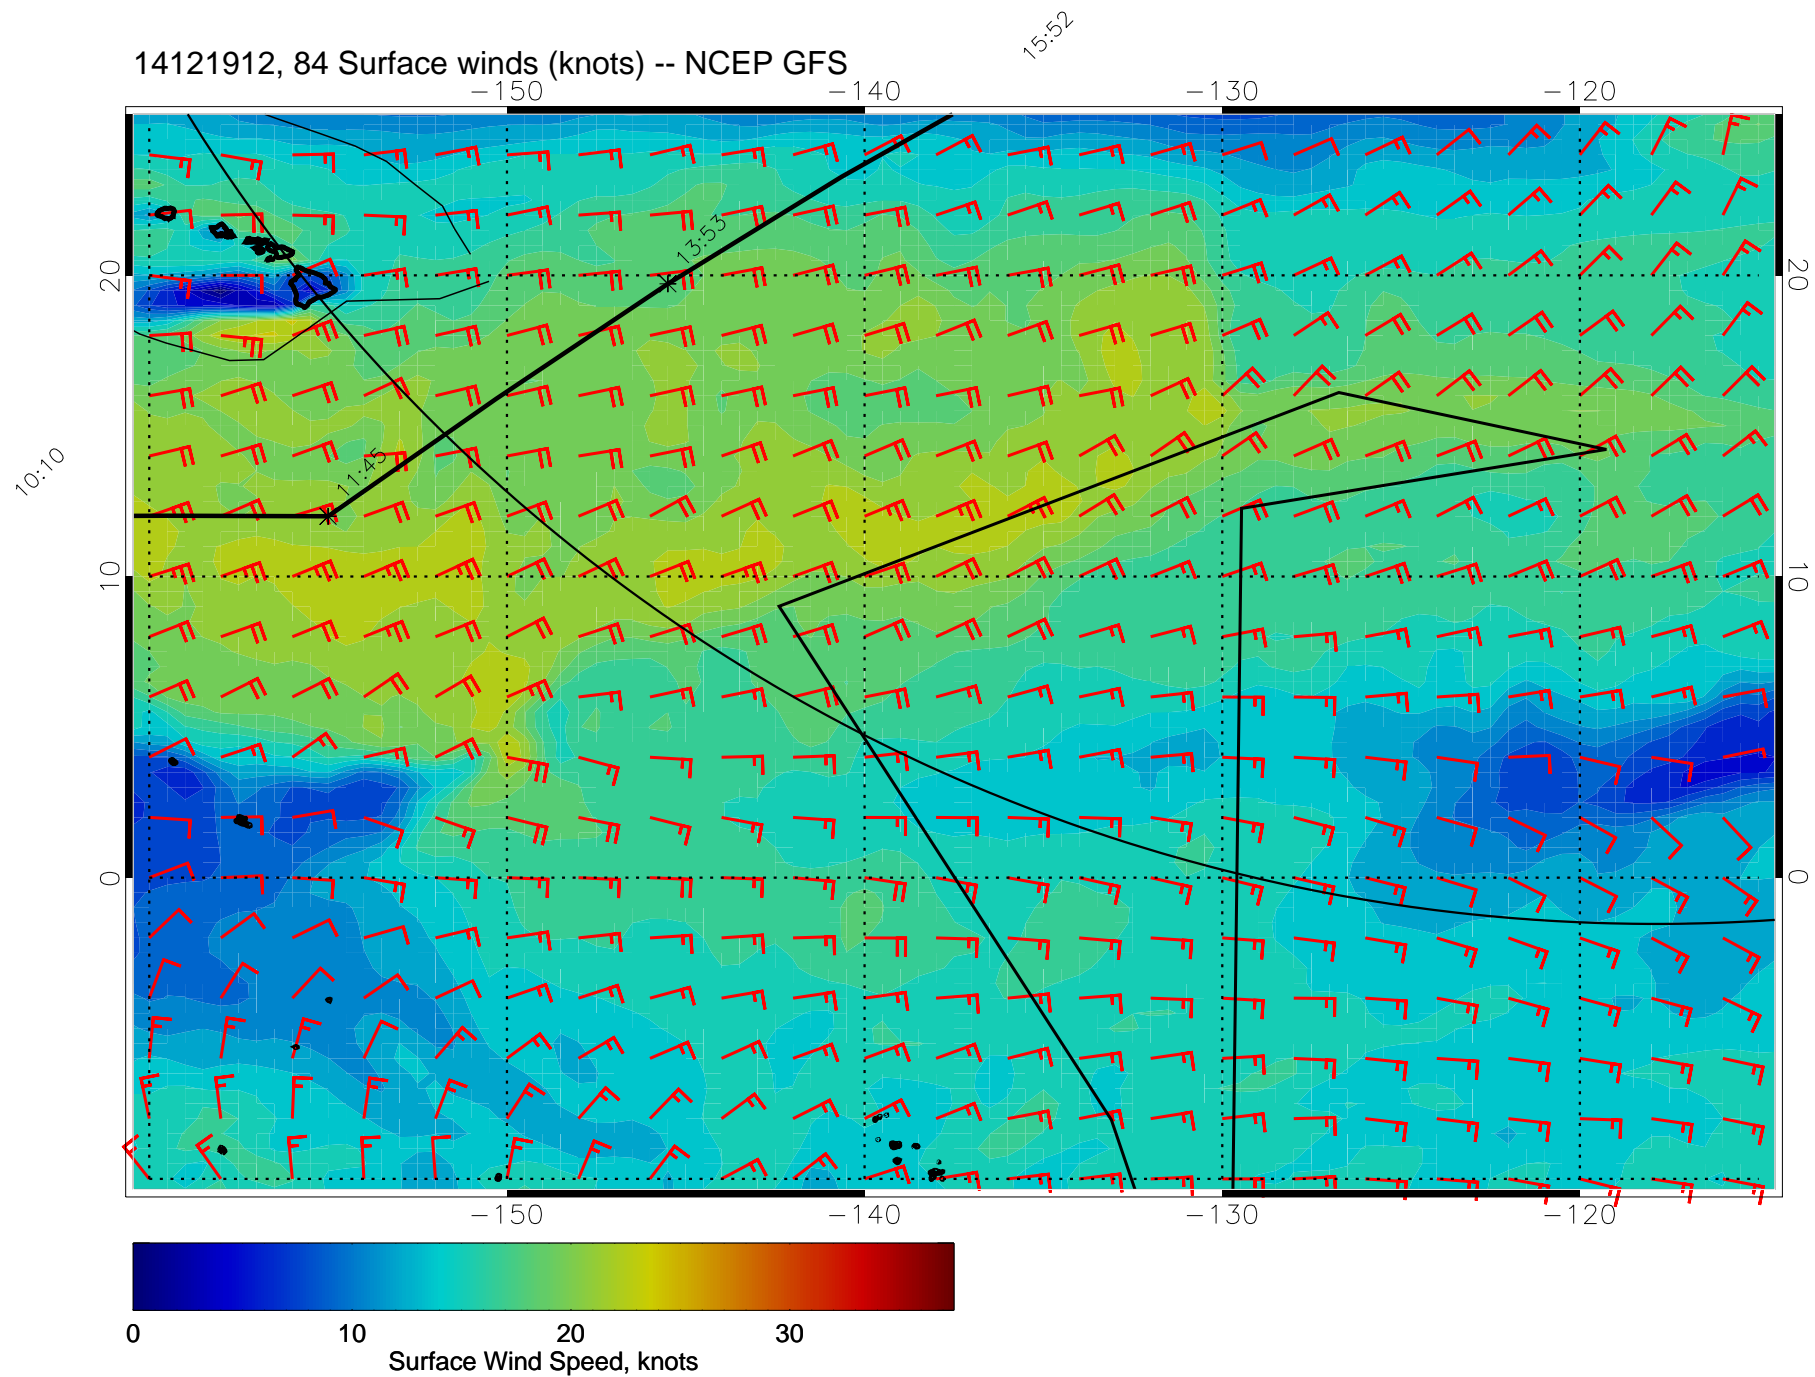 15:52
14121912, 84 Surface winds (knots) -- NCEP GFS
-150 -140 -130 -120
13:53
20 20
11:45
10:10
10 10
0 0
-150 -140 -130 -120
0 10 20 30
Surface Wind Speed, knots